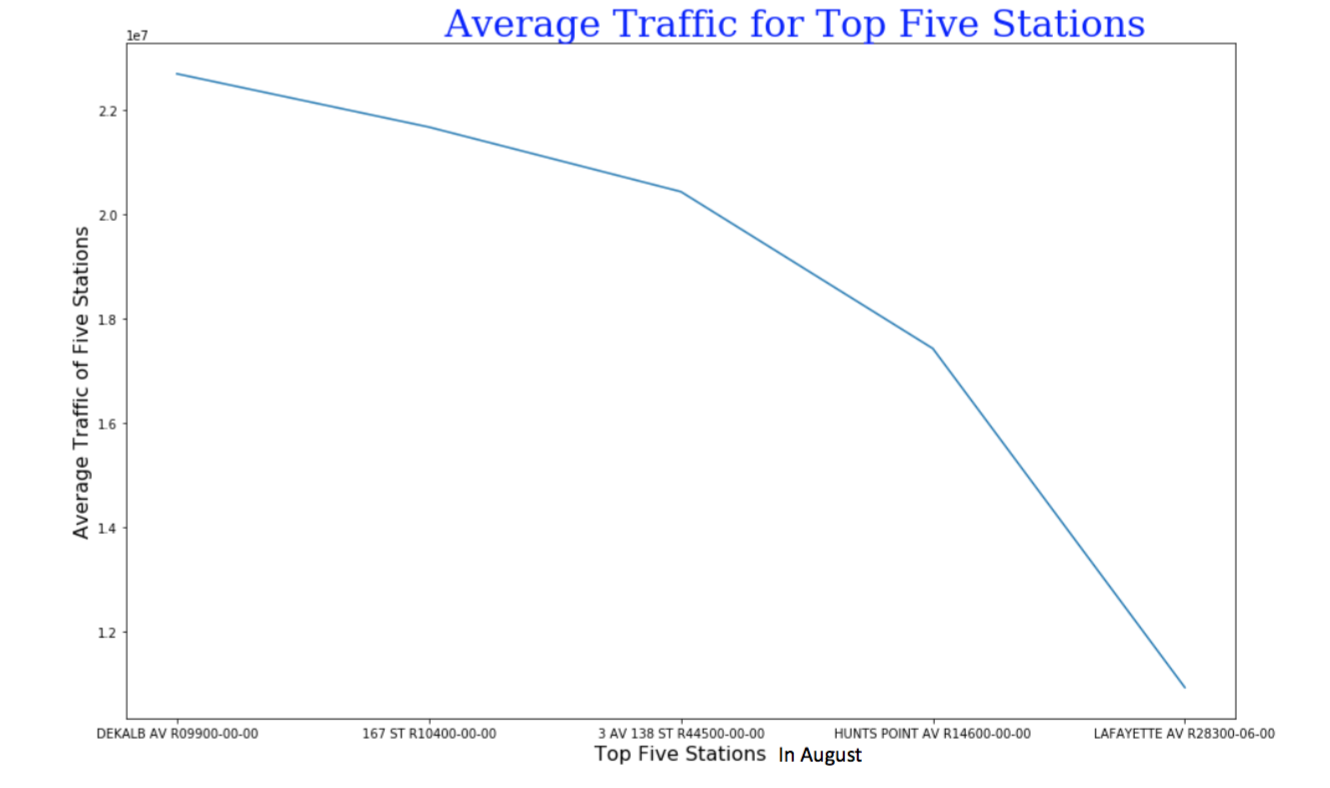 Average Traffic for Top Five Stations
1e7
2.2
2.0
1.8
1.6
1.4
1.2
Average Traffic of Five Stations
DEKALB AV R09900-00-00 167 ST R10400-00-00 3 AV 138 ST R44500-00-00 HUNTS POINT AV R14600-00-00 LAFAYETTE AV R28300-06-00
Top Five Stations In August